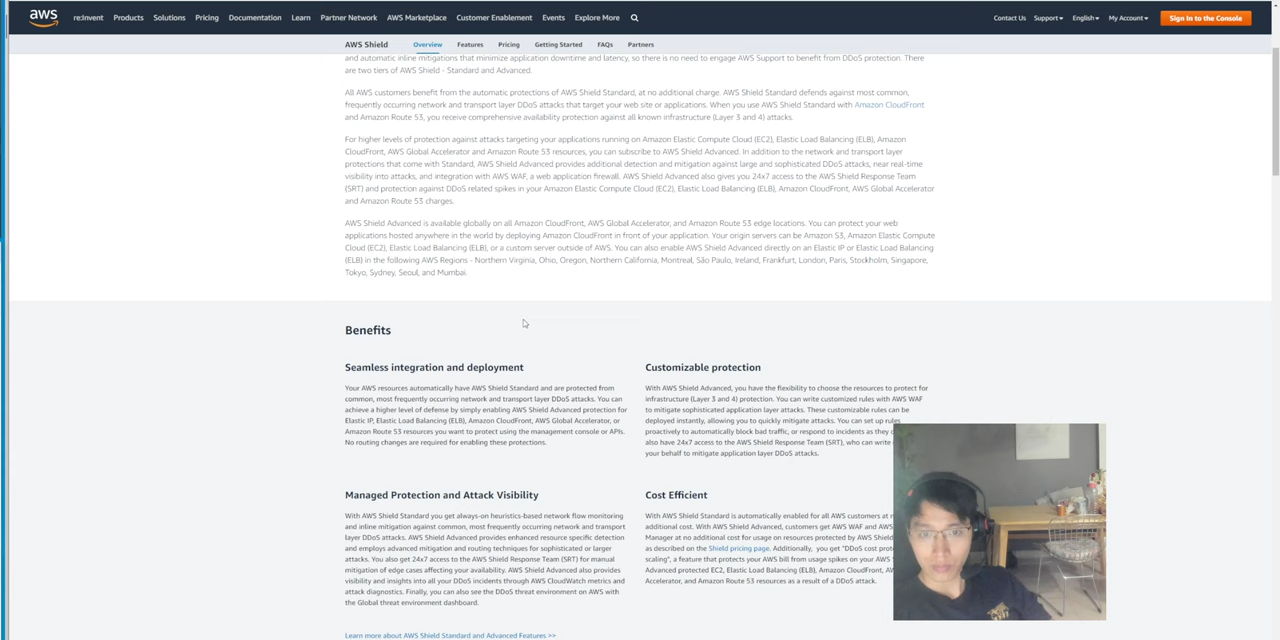 aws
re:Invent Products Solutions Pricing Documentation Learn Partner Network AWS Marketplace Customer Enablement Events Explore More
Contact Us Support English My Account Sign In to the Console
AWS Shield Overview Features Pricing Getting Started FAQs Partners
and automatic inline mitigations that minimize application downtime and latency, so there is no need to engage AWS Support to benefit from DDoS protection. There
are two tiers of AWS Shield - Standard and Advanced.
All AWS customers benefit from the automatic protections of AWS Shield Standard, at no additional charge. AWS Shield Standard defends against most common,
frequently occurring network and transport layer DDoS attacks that target your web site or applications. When you use AWS Shield Standard with Amazon CloudFront
and Amazon Route 53, you receive comprehensive availability protection against all known infrastructure (Layer 3 and 4) attacks.
For higher levels of protection against attacks targeting your applications running on Amazon Elastic Compute Cloud (EC2), Elastic Load Balancing (ELB), Amazon
CloudFront, AWS Global Accelerator and Amazon Route 53 resources, you can subscribe to AWS Shield Advanced. In addition to the network and transport layer
protections that come with Standard, AWS Shield Advanced provides additional detection and mitigation against large and sophisticated DDoS attacks, near real-time
visibility into attacks, and integration with AWS WAF, a web application firewall. AWS Shield Advanced also gives you 24x7 access to the AWS Shield Response Team
(SRT) and protection against DDoS related spikes in your Amazon Elastic Compute Cloud (EC2), Elastic Load Balancing (ELB), Amazon CloudFront, AWS Global Accelerator
and Amazon Route 53 charges.
AWS Shield Advanced is available globally on all Amazon CloudFront, AWS Global Accelerator, and Amazon Route 53 edge locations. You can protect your web
applications hosted anywhere in the world by deploying Amazon CloudFront in front of your application. Your origin servers can be Amazon S3, Amazon Elastic Compute
Cloud (EC2), Elastic Load Balancing (ELB), or a custom server outside of AWS. You can also enable AWS Shield Advanced directly on an Elastic IP or Elastic Load Balancing
(ELB) in the following AWS Regions - Northern Virginia, Ohio, Oregon, Northern California, Montreal, São Paulo, Ireland, Frankfurt, London, Paris, Stockholm, Singapore,
Tokyo, Sydney, Seoul, and Mumbai.
Benefits
Seamless integration and deployment
Your AWS resources automatically have AWS Shield Standard and are protected from
common, most frequently occurring network and transport layer DDoS attacks. You can
achieve a higher level of defense by simply enabling AWS Shield Advanced protection for
Elastic IP, Elastic Load Balancing (ELB), Amazon CloudFront, AWS Global Accelerator, or
Amazon Route 53 resources you want to protect using the management console or APIs.
No routing changes are required for enabling these protections.
Customizable protection
With AWS Shield Advanced, you have the flexibility to choose the resources to protect for
infrastructure (Layer 3 and 4) protection. You can write customized rules with AWS WAF
to mitigate sophisticated application layer attacks. These customizable rules can be
deployed instantly, allowing you to quickly mitigate attacks. You can set up rules
proactively to automatically block bad traffic, or respond to incidents as they
also have 24x7 access to the AWS Shield Response Team (SRT), who can write
your behalf to mitigate application layer DDoS attacks.
Managed Protection and Attack Visibility
With AWS Shield Standard you get always-on heuristics-based network flow monitoring
and inline mitigation against common, most frequently occurring network and transport
layer DDoS attacks. AWS Shield Advanced provides enhanced resource specific detection
and employs advanced mitigation and routing techniques for sophisticated or larger
attacks. You also get 24x7 access to the AWS Shield Response Team (SRT) for manual
mitigation of edge cases affecting your availability. AWS Shield Advanced also provides
visibility and insights into all your DDoS incidents through AWS CloudWatch metrics and
attack diagnostics. Finally, you can also see the DDoS threat environment on AWS with
the Global threat environment dashboard.
Cost Efficient
With AWS Shield Standard is automatically enabled for all AWS customers at
additional cost. With AWS Shield Advanced, customers get AWS WAF and AWS
Manager at no additional cost for usage on resources protected by AWS Shield
as described on the Shield pricing page. Additionally, you get "DDoS cost
scaling", a feature that protects your AWS bill from usage spikes on your AWS
Advanced protected EC2, Elastic Load Balancing (ELB), Amazon CloudFront,
Accelerator, and Amazon Route 53 resources as a result of a DDoS attack.
Learn more about AWS Shield Standard and Advanced Features >>